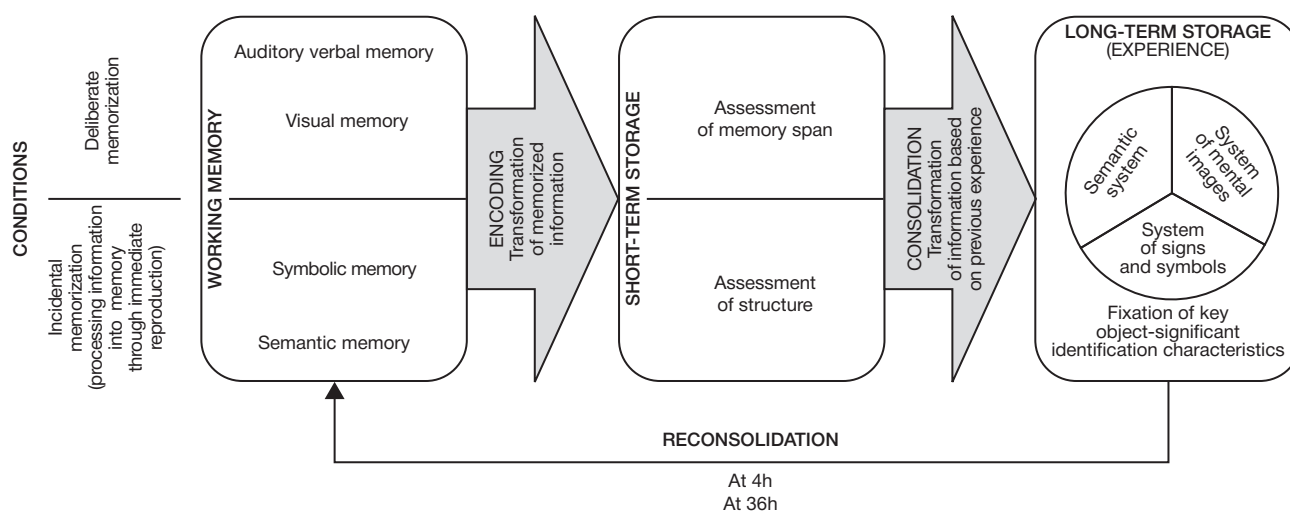 CONDITIONS
Deliberate
memorization
Incidental
memorization
(processing information
into memory
through immediate
reproduction)
WORKING MEMORY
Auditory verbal memory
Visual memory
Symbolic memory
Semantic memory
ENCODING
Transformation
of memorized
information
SHORT-TERM STORAGE
Assessment
of memory span
Assessment
of structure
CONSOLIDATION
Transformation
of information based
on previous experience
LONG-TERM STORAGE
(EXPERIENCE)
Semantic
system
System
of mental
images
System
of signs
and symbols
Fixation of key
object-significant
identification characteristics
RECONSOLIDATION
At 4h
At 36h